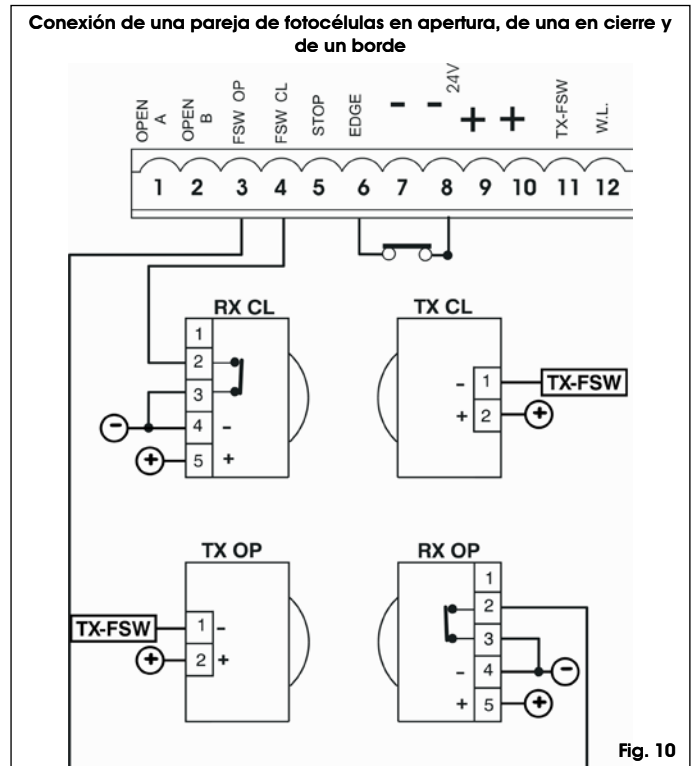 Conexión de una pareja de fotocélulas en apertura, de una en cierre y
de un borde
OPEN A
OPEN B
FSW OP
FSW CL
STOP
EDGE
- -
24V
+ +
TX-FSW
W.L.
1 2 3 4 5 6 7 8 9 10 11 12
RX CL
1
2
3
4 -
5 +
-
+
TX CL
- 1
+ 2
TX-FSW
+
TX OP
TX-FSW
1 -
+
2 +
RX OP
1
2
3
- 4
+ 5
-
+
Fig. 10